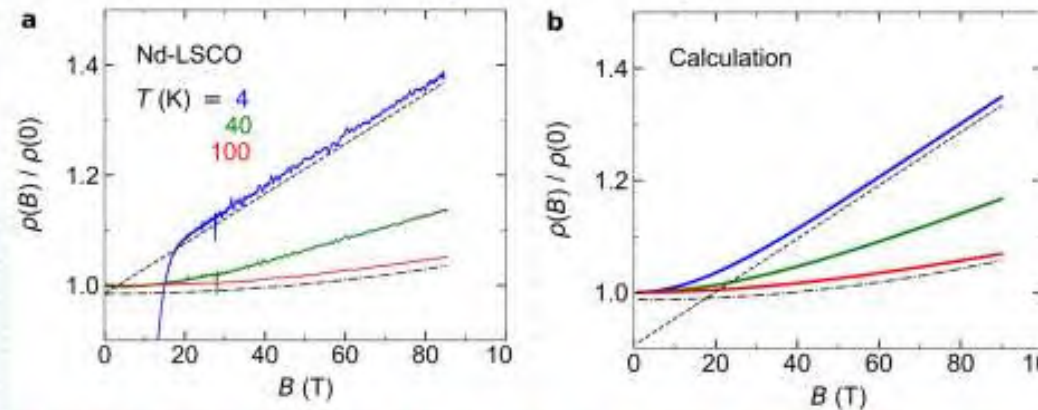 a
Nd-LSCO
T (K) = 4
40
100
1.4
1.2
1.0
ρ(B) / ρ(0)
0 20 40 60 80 10
B (T)
b
Calculation
1.4
1.2
1.0
ρ(B) / ρ(0)
0 20 40 60 80 10
B (T)